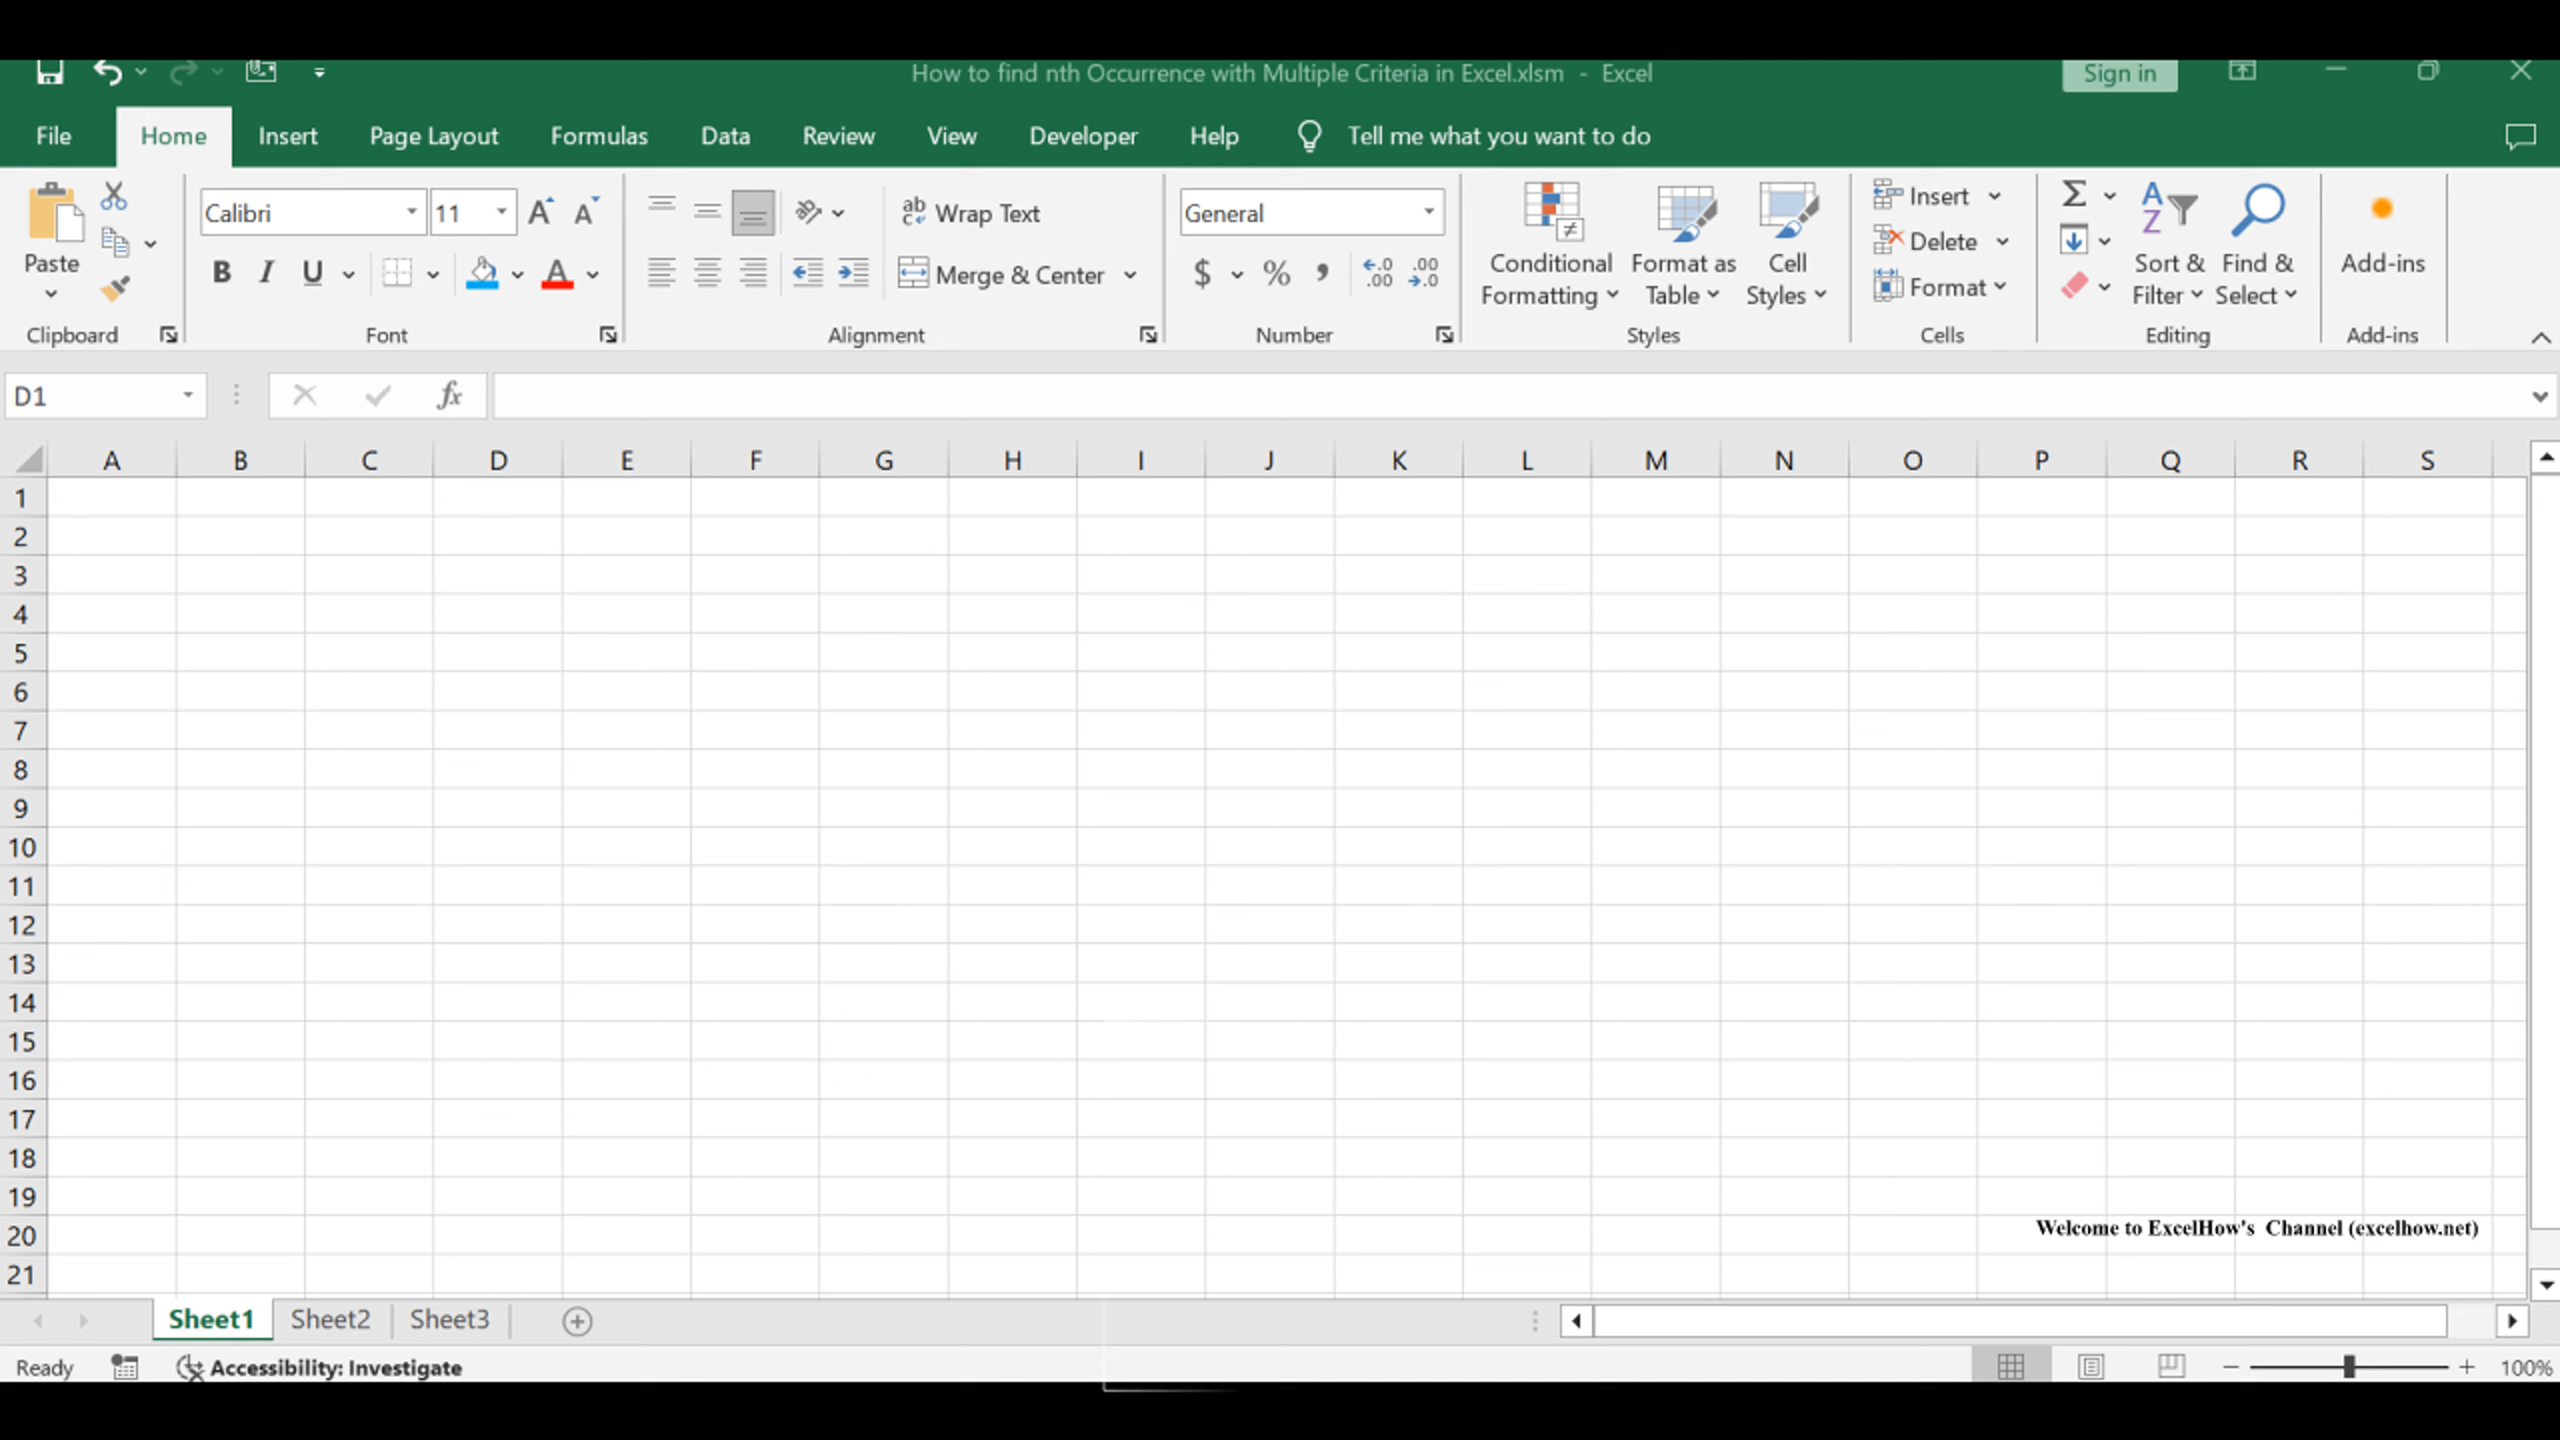 How to find nth Occurrence with Multiple Criteria in Excel.xlsm - Excel
Sign in
File Home Insert Page Layout Formulas Data Review View Developer Help Tell me what you want to do
Paste
Clipboard
Calibri 11
B I U A
Font
Wrap Text
Merge & Center
Alignment
General
$ % ,
Number
Conditional Formatting
Format as Table
Cell Styles
Styles
Insert
Delete
Format
Cells
Sort & Filter
Find & Select
Editing
Add-ins
Add-ins
D1 fx
A B C D E F G H I J K L M N O P Q R S
1
2
3
4
5
6
7
8
9
10
11
12
13
14
15
16
17
18
19
20
Welcome to ExcelHow's Channel (excelhow.net)
21
Sheet1 Sheet2 Sheet3
Ready Accessibility: Investigate 100%